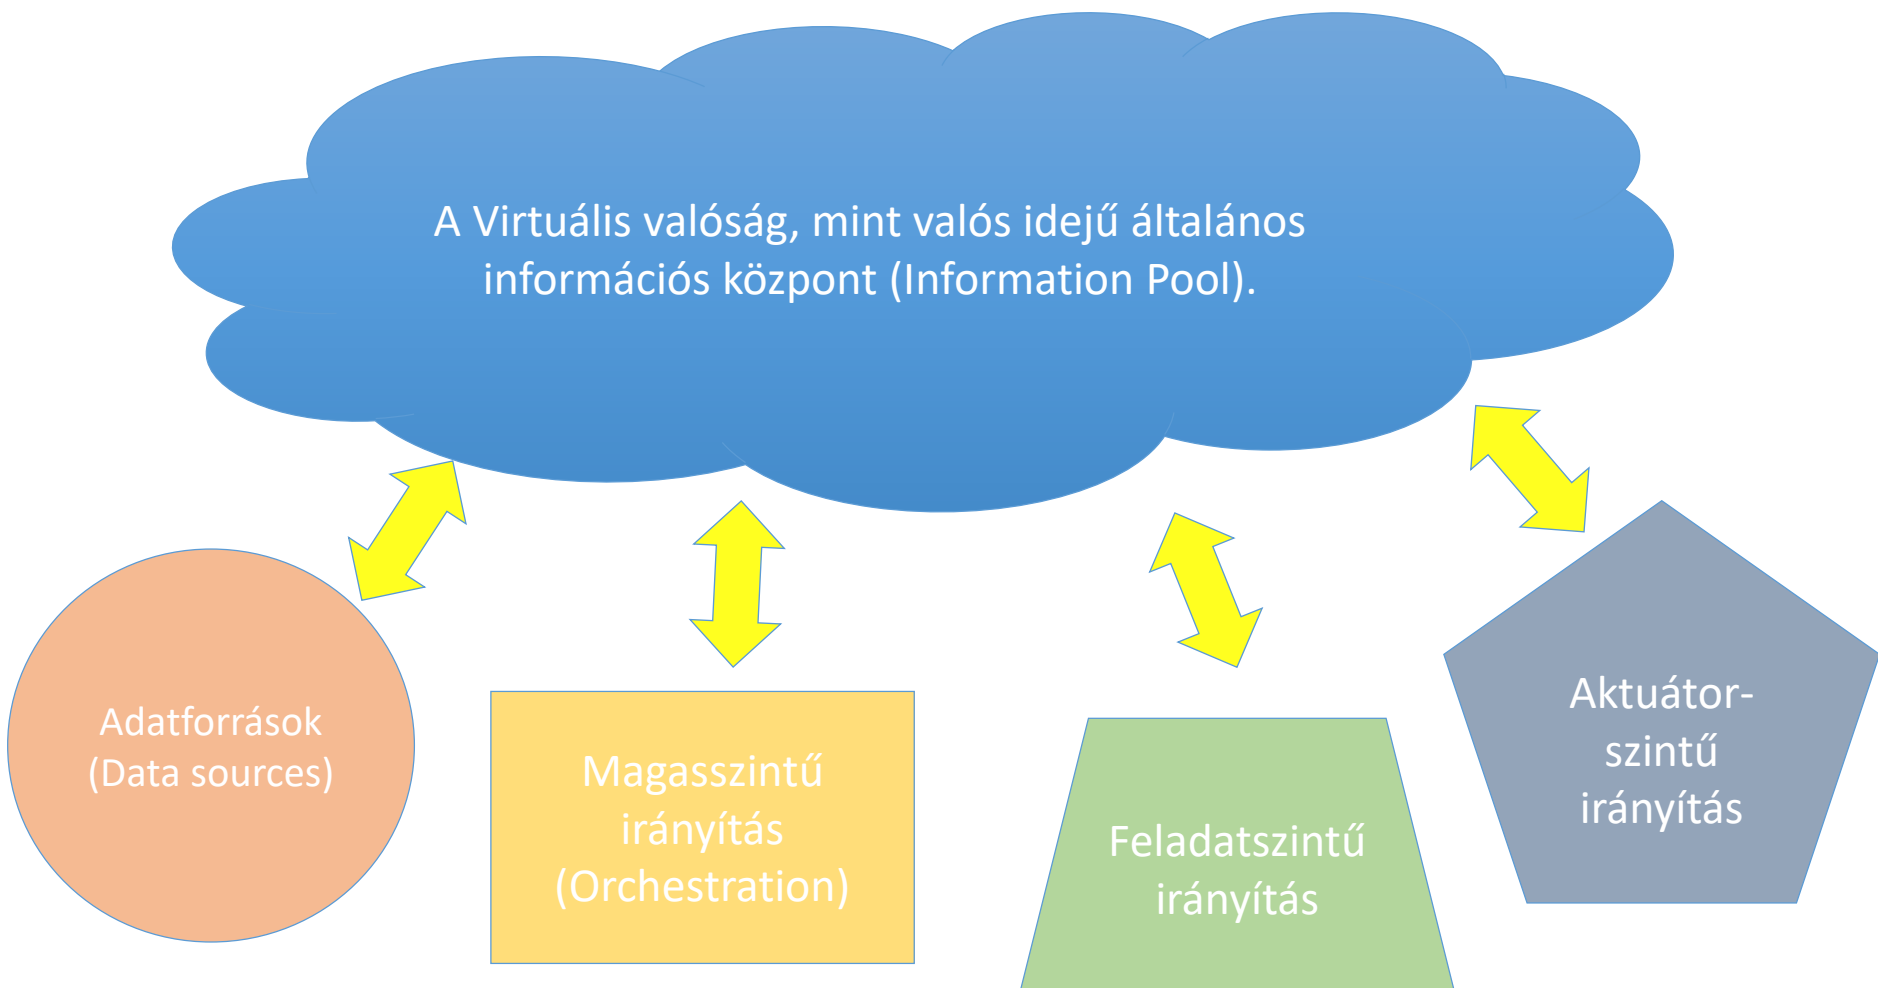 A Virtuális valóság, mint valós idejű általános
információs központ (Information Pool).
Adatforrások
(Data sources)
Magasszintű
irányítás
(Orchestration)
Feladatszintű
irányítás
Aktuátor-
szintű
irányítás